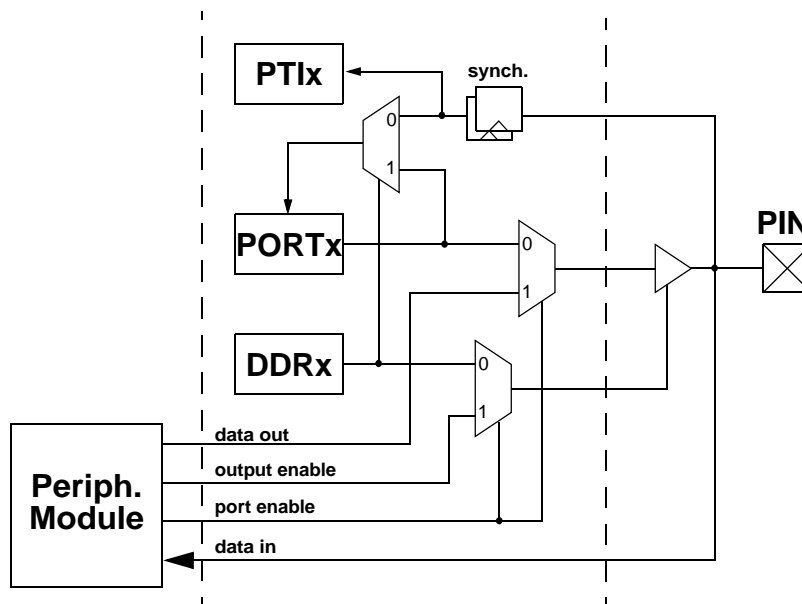 PTIx
synch.
0
1
PORTx
0
1
PIN
DDRx
0
1
data out
output enable
Periph.
Module
port enable
data in